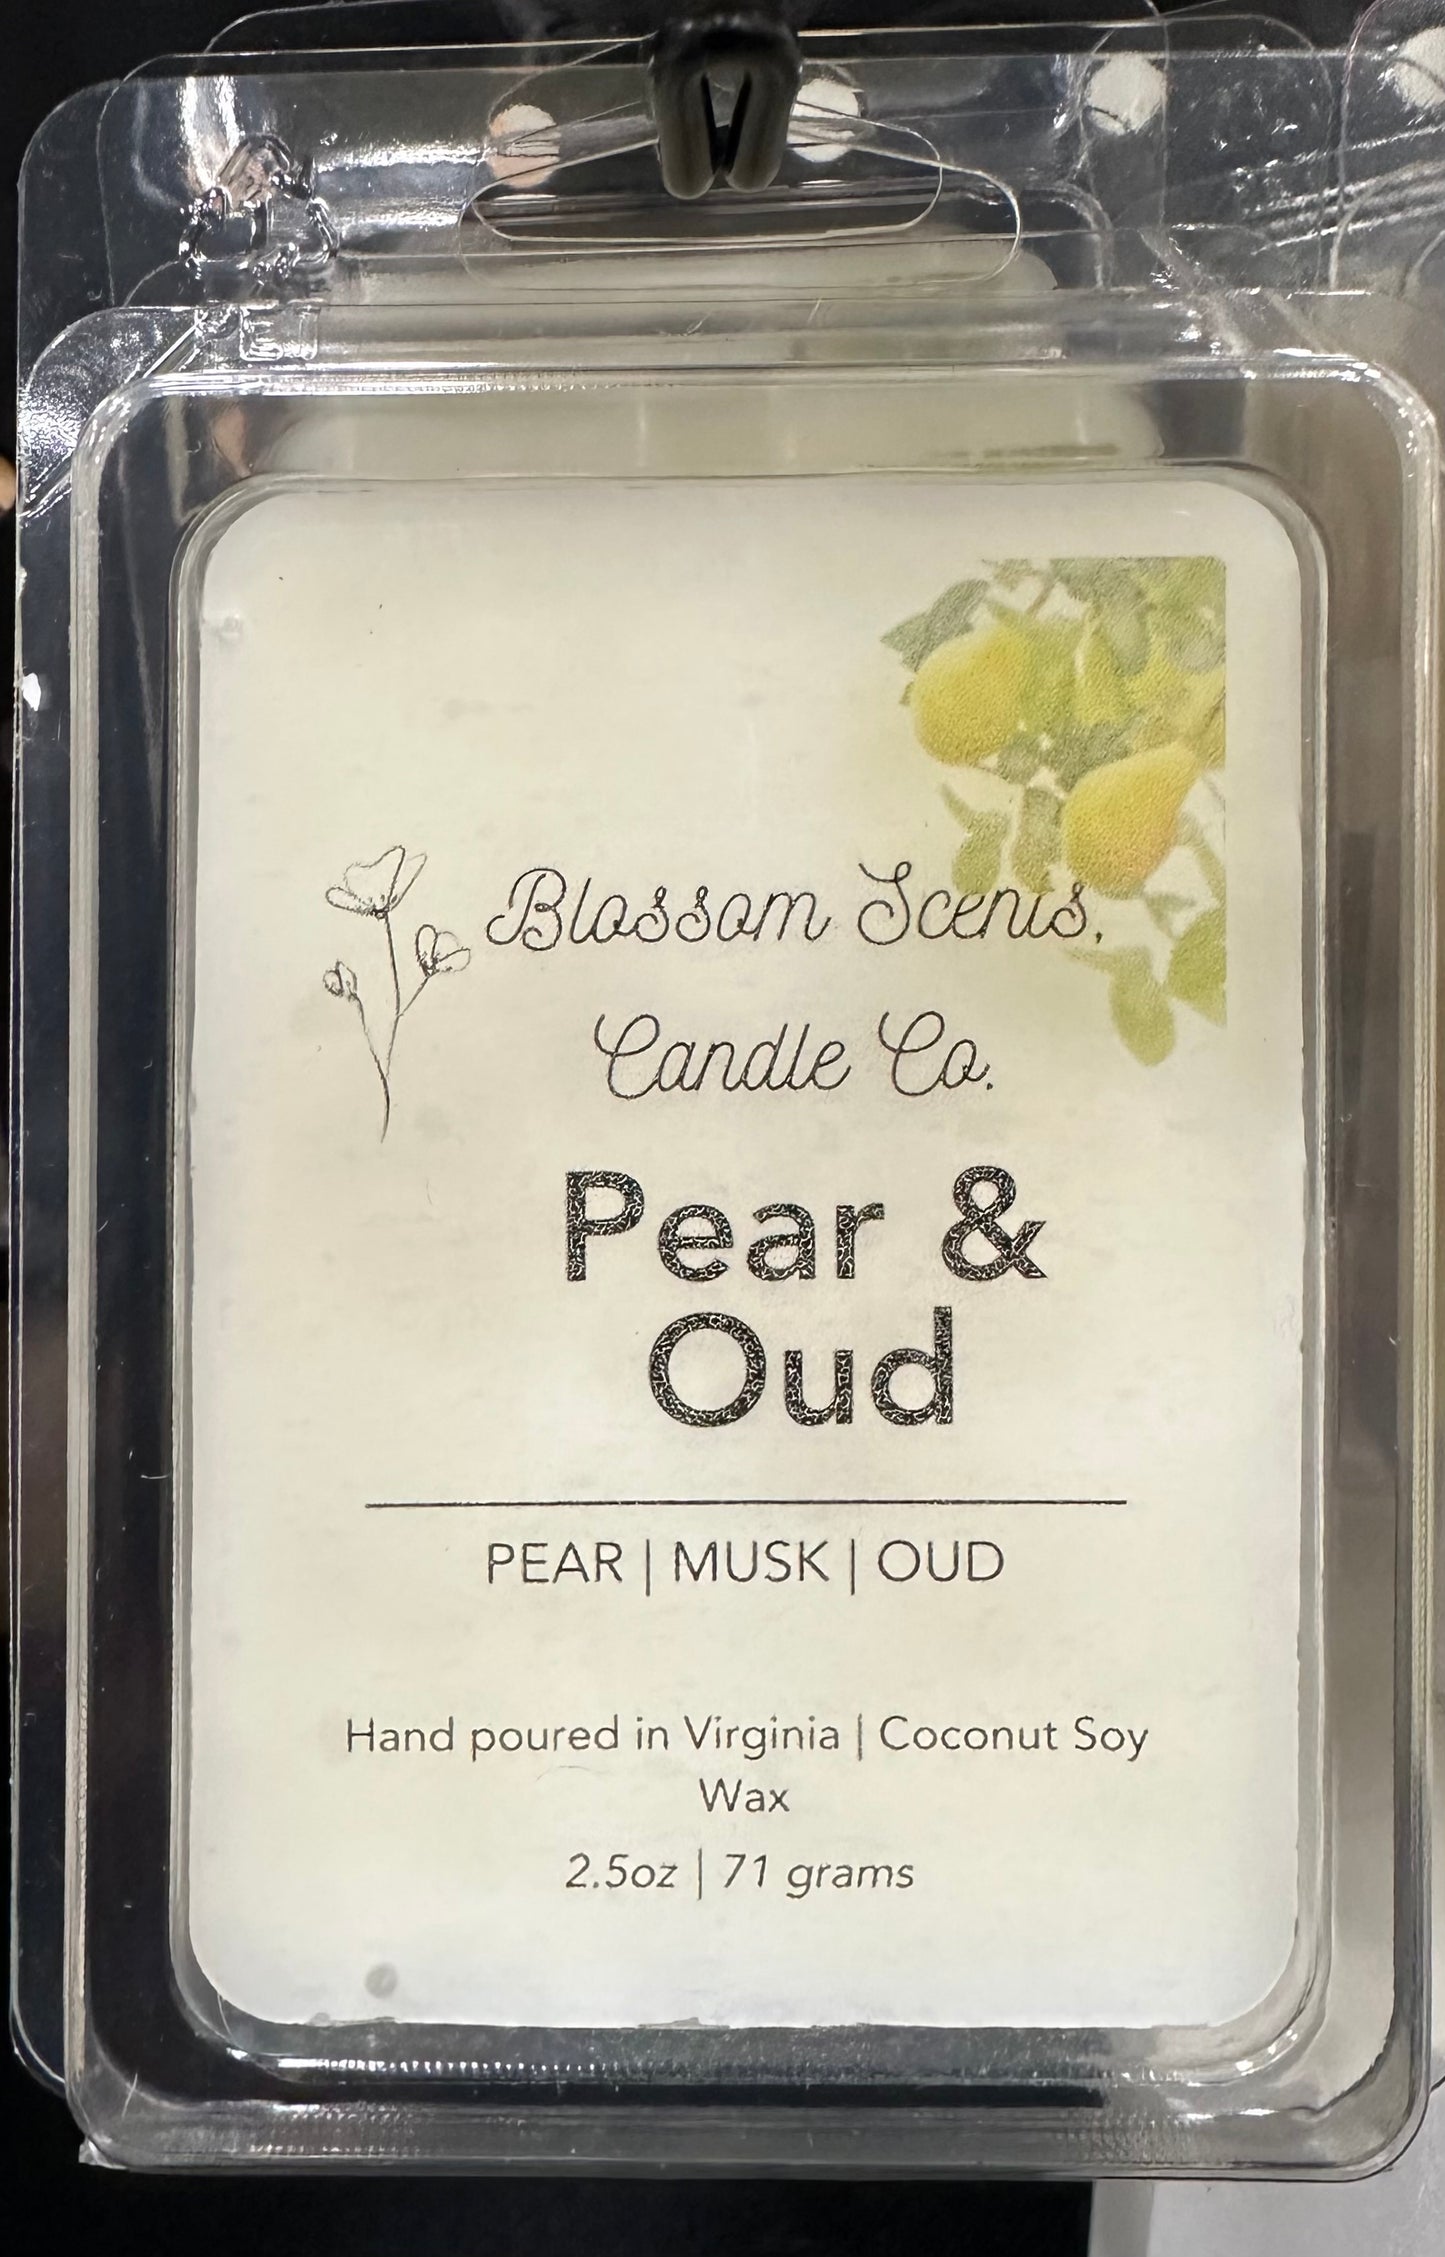 Blossom Scents,
Candle Co.
Pear &
Oud
PEAR | MUSK | OUD
Hand poured in Virginia | Coconut Soy
Wax
2.5oz | 71 grams